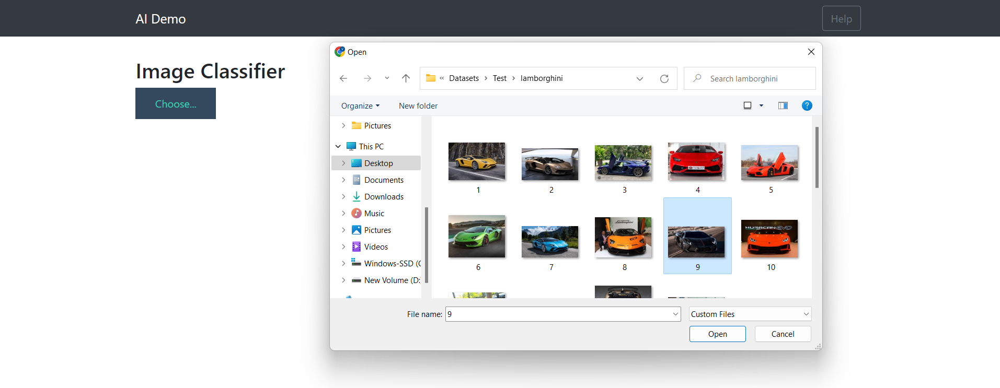 AI Demo
Help
Image Classifier
Choose...
Open
« Datasets > Test > lamborghini
Search lamborghini
Organize
New folder
Pictures
This PC
Desktop
Documents
Downloads
Music
Pictures
Videos
Windows-SSD (C
New Volume (D:
1
2
3
4
5
Lamborghini
63
HURACAN EVO
6
7
8
9
10
File name: 9
Custom Files
Open
Cancel